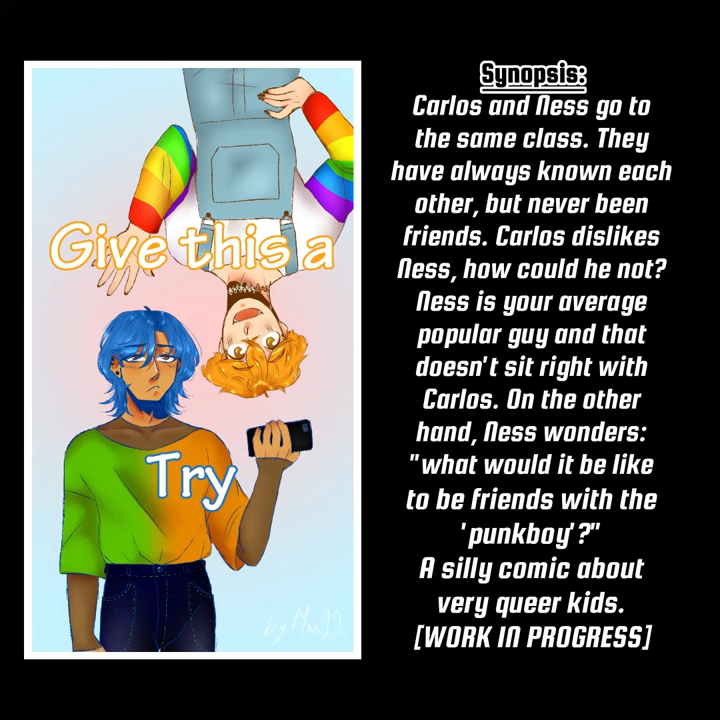 Give this a
Try
Synopsis:
Carlos and Ness go to
the same class. They
have always known each
other, but never been
friends. Carlos dislikes
Ness, how could he not?
Ness is your average
popular guy and that
doesn't sit right with
Carlos. On the other
hand, Ness wonders:
"what would it be like
to be friends with the
'punkboy'?"
A silly comic about
very queer kids.
[WORK IN PROGRESS]
by